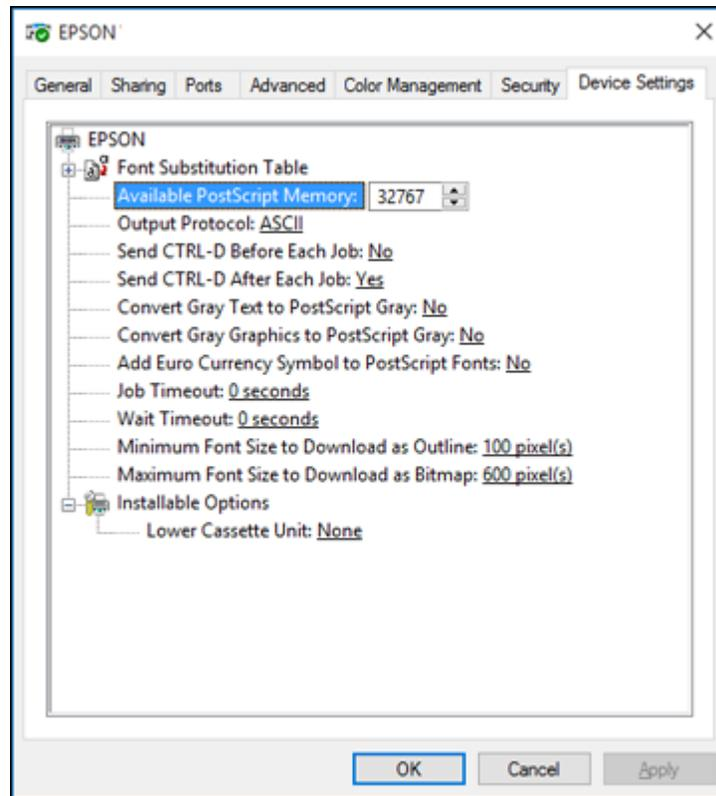 EPSON
General Sharing Ports Advanced Color Management Security Device Settings
EPSON
Font Substitution Table
Available PostScript Memory: 32767
Output Protocol: ASCII
Send CTRL-D Before Each Job: No
Send CTRL-D After Each Job: Yes
Convert Gray Text to PostScript Gray: No
Convert Gray Graphics to PostScript Gray: No
Add Euro Currency Symbol to PostScript Fonts: No
Job Timeout: 0 seconds
Wait Timeout: 0 seconds
Minimum Font Size to Download as Outline: 100 pixel(s)
Maximum Font Size to Download as Bitmap: 600 pixel(s)
Installable Options
Lower Cassette Unit: None
OK Cancel Apply